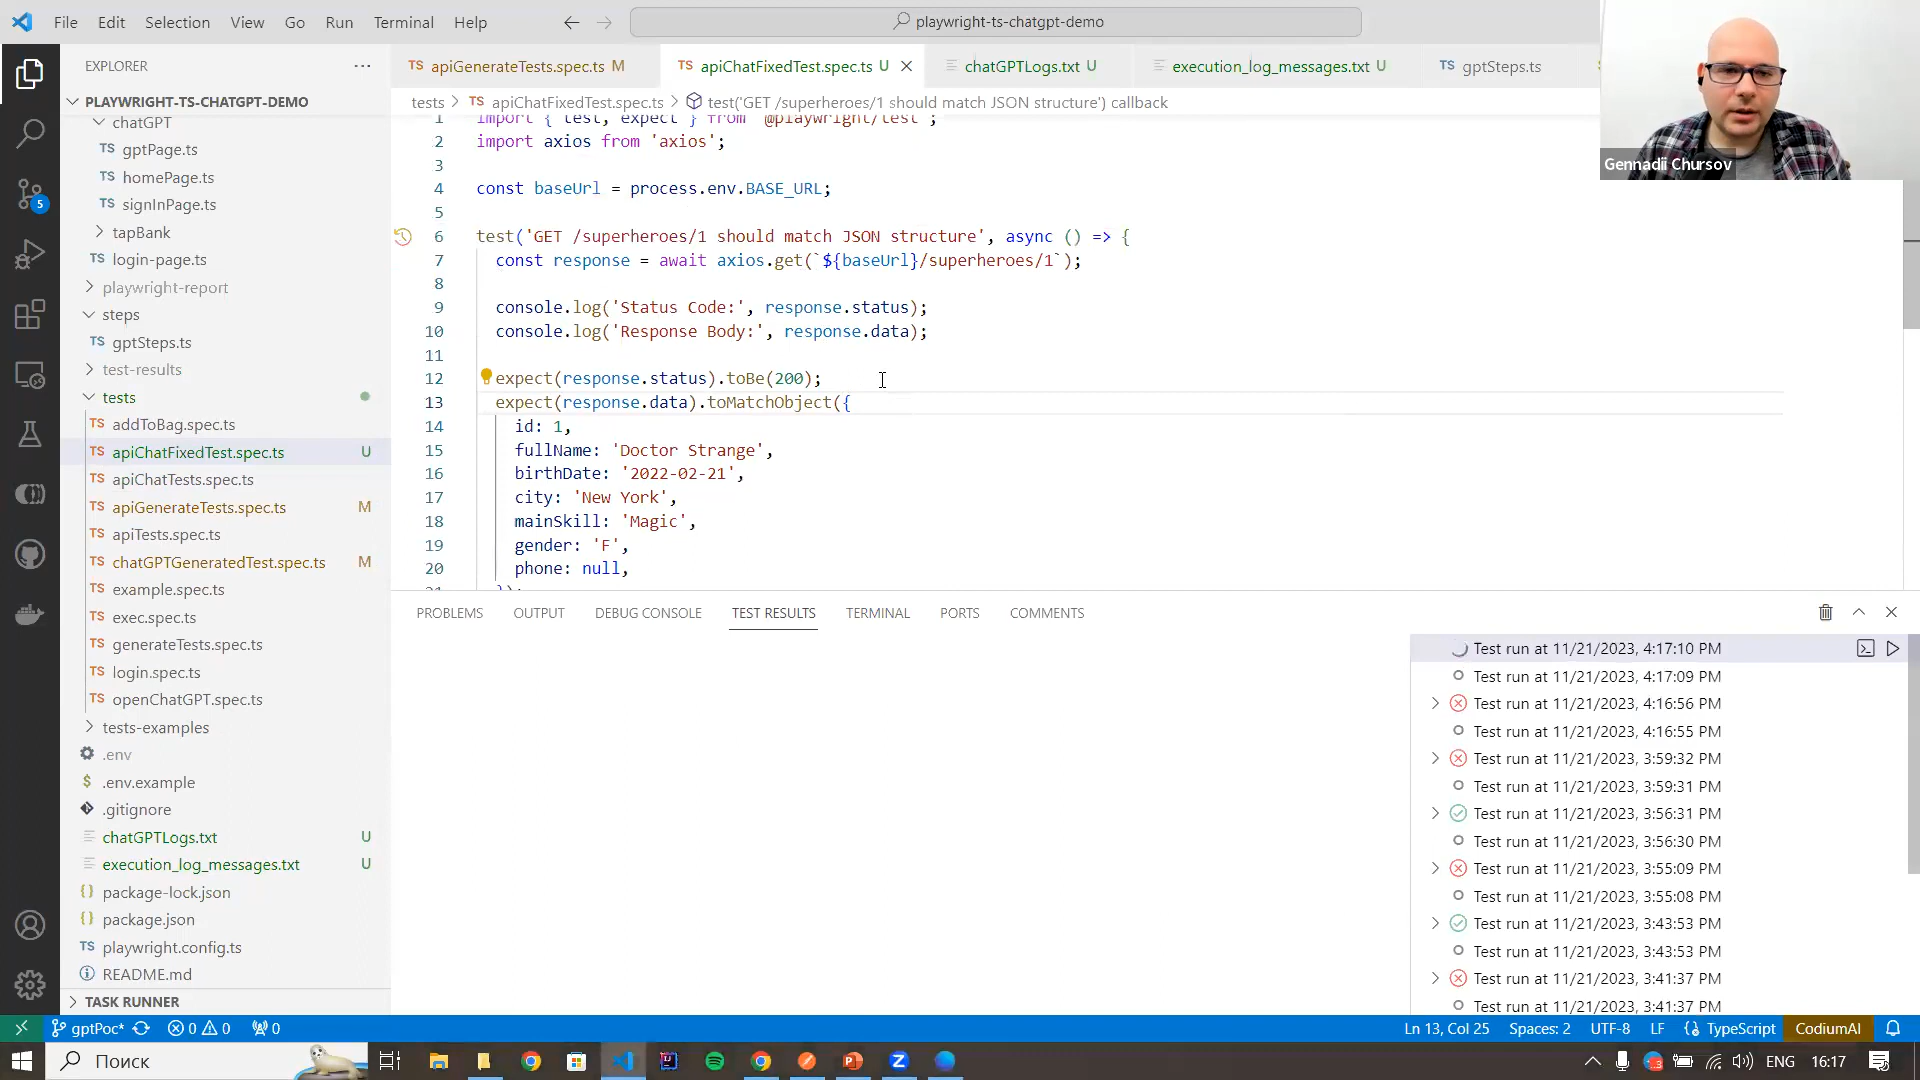 File Edit Selection View Go Run Terminal Help
playwright-ts-chatgpt-demo
EXPLORER
PLAYWRIGHT-TS-CHATGPT-DEMO
chatGPT
TS gptPage.ts
TS homePage.ts
TS signInPage.ts
tapBank
TS login-page.ts
playwright-report
steps
TS gptSteps.ts
test-results
tests
TS addToBag.spec.ts
TS apiChatFixedTest.spec.ts U
TS apiChatTests.spec.ts
TS apiGenerateTests.spec.ts M
TS apiTests.spec.ts
TS chatGPTGeneratedTest.spec.ts M
TS example.spec.ts
TS exec.spec.ts
TS generateTests.spec.ts
TS login.spec.ts
TS openChatGPT.spec.ts
tests-examples
.env
$ .env.example
.gitignore
chatGPTLogs.txt U
execution_log_messages.txt U
{} package-lock.json
{} package.json
TS playwright.config.ts
README.md
TASK RUNNER
5
TS apiGenerateTests.spec.ts M
TS apiChatFixedTest.spec.ts U
chatGPTLogs.txt U
execution_log_messages.txt U
TS gptSteps.ts
tests > TS apiChatFixedTest.spec.ts > test('GET /superheroes/1 should match JSON structure') callback
1 import { test, expect } from '@playwright/test';
2 import axios from 'axios';
3
4 const baseUrl = process.env.BASE_URL;
5
6 test('GET /superheroes/1 should match JSON structure', async () => {
7 const response = await axios.get(`${baseUrl}/superheroes/1`);
8
9 console.log('Status Code:', response.status);
10 console.log('Response Body:', response.data);
11
12 expect(response.status).toBe(200);
13 expect(response.data).toMatchObject({
14 id: 1,
15 fullName: 'Doctor Strange',
16 birthDate: '2022-02-21',
17 city: 'New York',
18 mainSkill: 'Magic',
19 gender: 'F',
20 phone: null,
21 });
Gennadii Chursov
PROBLEMS OUTPUT DEBUG CONSOLE TEST RESULTS TERMINAL PORTS COMMENTS
Test run at 11/21/2023, 4:17:10 PM
Test run at 11/21/2023, 4:17:09 PM
Test run at 11/21/2023, 4:16:56 PM
Test run at 11/21/2023, 4:16:55 PM
Test run at 11/21/2023, 3:59:32 PM
Test run at 11/21/2023, 3:59:31 PM
Test run at 11/21/2023, 3:56:31 PM
Test run at 11/21/2023, 3:56:30 PM
Test run at 11/21/2023, 3:55:09 PM
Test run at 11/21/2023, 3:55:08 PM
Test run at 11/21/2023, 3:43:53 PM
Test run at 11/21/2023, 3:43:53 PM
Test run at 11/21/2023, 3:41:37 PM
Test run at 11/21/2023, 3:41:37 PM
gptPoc* 0 0 0
Ln 13, Col 25 Spaces: 2 UTF-8 LF TypeScript CodiumAI
Поиск
ENG 16:17